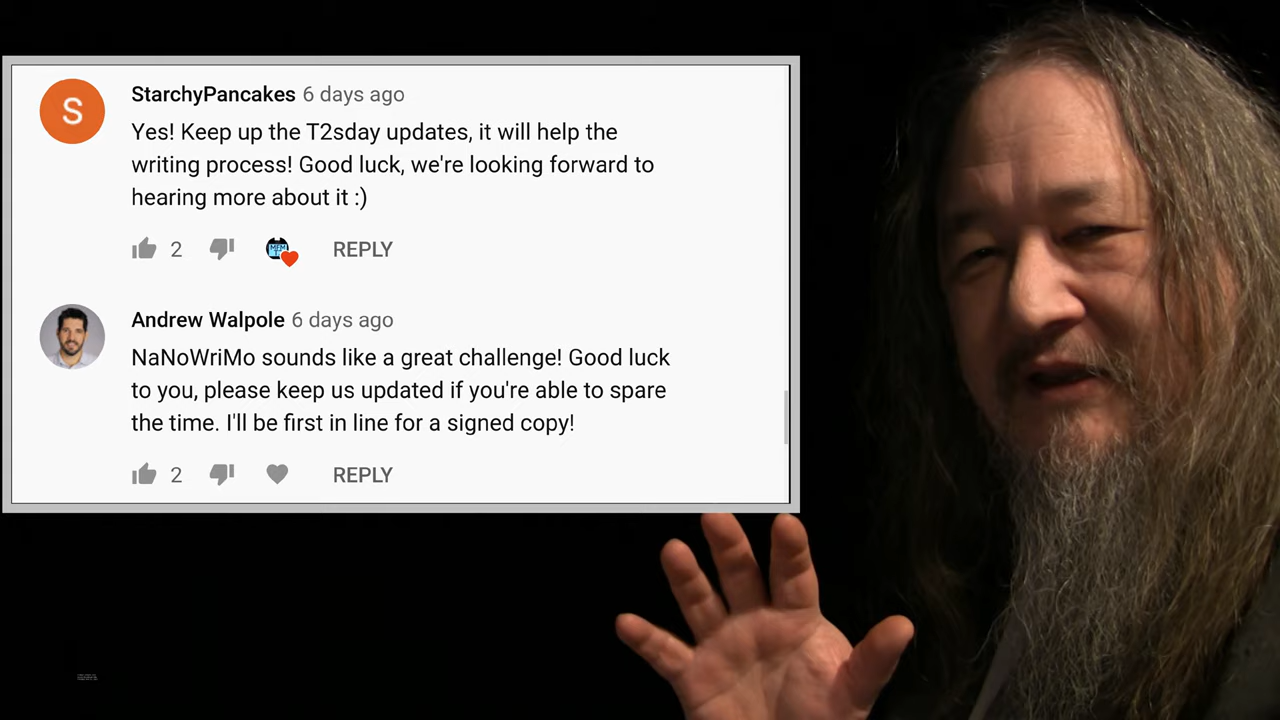 S
StarchyPancakes 6 days ago
Yes! Keep up the T2sday updates, it will help the
writing process! Good luck, we're looking forward to
hearing more about it :)
2
REPLY
Andrew Walpole 6 days ago
NaNoWriMo sounds like a great challenge! Good luck
to you, please keep us updated if you're able to spare
the time. I'll be first in line for a signed copy!
2
REPLY